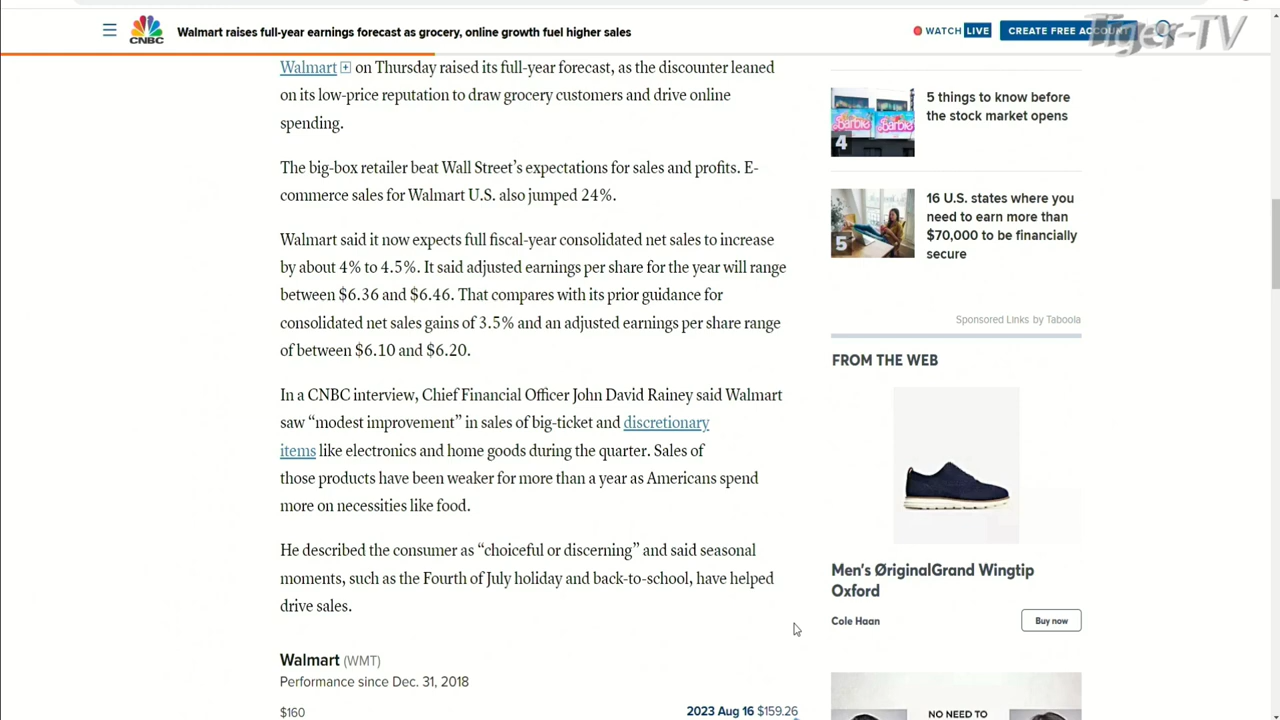 CNBC
Walmart raises full-year earnings forecast as grocery, online growth fuel higher sales
WATCH LIVE
CREATE FREE ACCOUNT
Tiger-TV
Walmart + on Thursday raised its full-year forecast, as the discounter leaned
on its low-price reputation to draw grocery customers and drive online
spending.
The big-box retailer beat Wall Street’s expectations for sales and profits. E-
commerce sales for Walmart U.S. also jumped 24%.
Walmart said it now expects full fiscal-year consolidated net sales to increase
by about 4% to 4.5%. It said adjusted earnings per share for the year will range
between $6.36 and $6.46. That compares with its prior guidance for
consolidated net sales gains of 3.5% and an adjusted earnings per share range
of between $6.10 and $6.20.
In a CNBC interview, Chief Financial Officer John David Rainey said Walmart
saw “modest improvement” in sales of big-ticket and discretionary
items like electronics and home goods during the quarter. Sales of
those products have been weaker for more than a year as Americans spend
more on necessities like food.
He described the consumer as “choiceful or discerning” and said seasonal
moments, such as the Fourth of July holiday and back-to-school, have helped
drive sales.
Walmart (WMT)
Performance since Dec. 31, 2018
$160
2023 Aug 16 $159.26
Barbie
Barbie
4
5 things to know before
the stock market opens
5
16 U.S. states where you
need to earn more than
$70,000 to be financially
secure
Sponsored Links by Taboola
FROM THE WEB
Men's ØriginalGrand Wingtip
Oxford
Cole Haan
Buy now
NO NEED TO